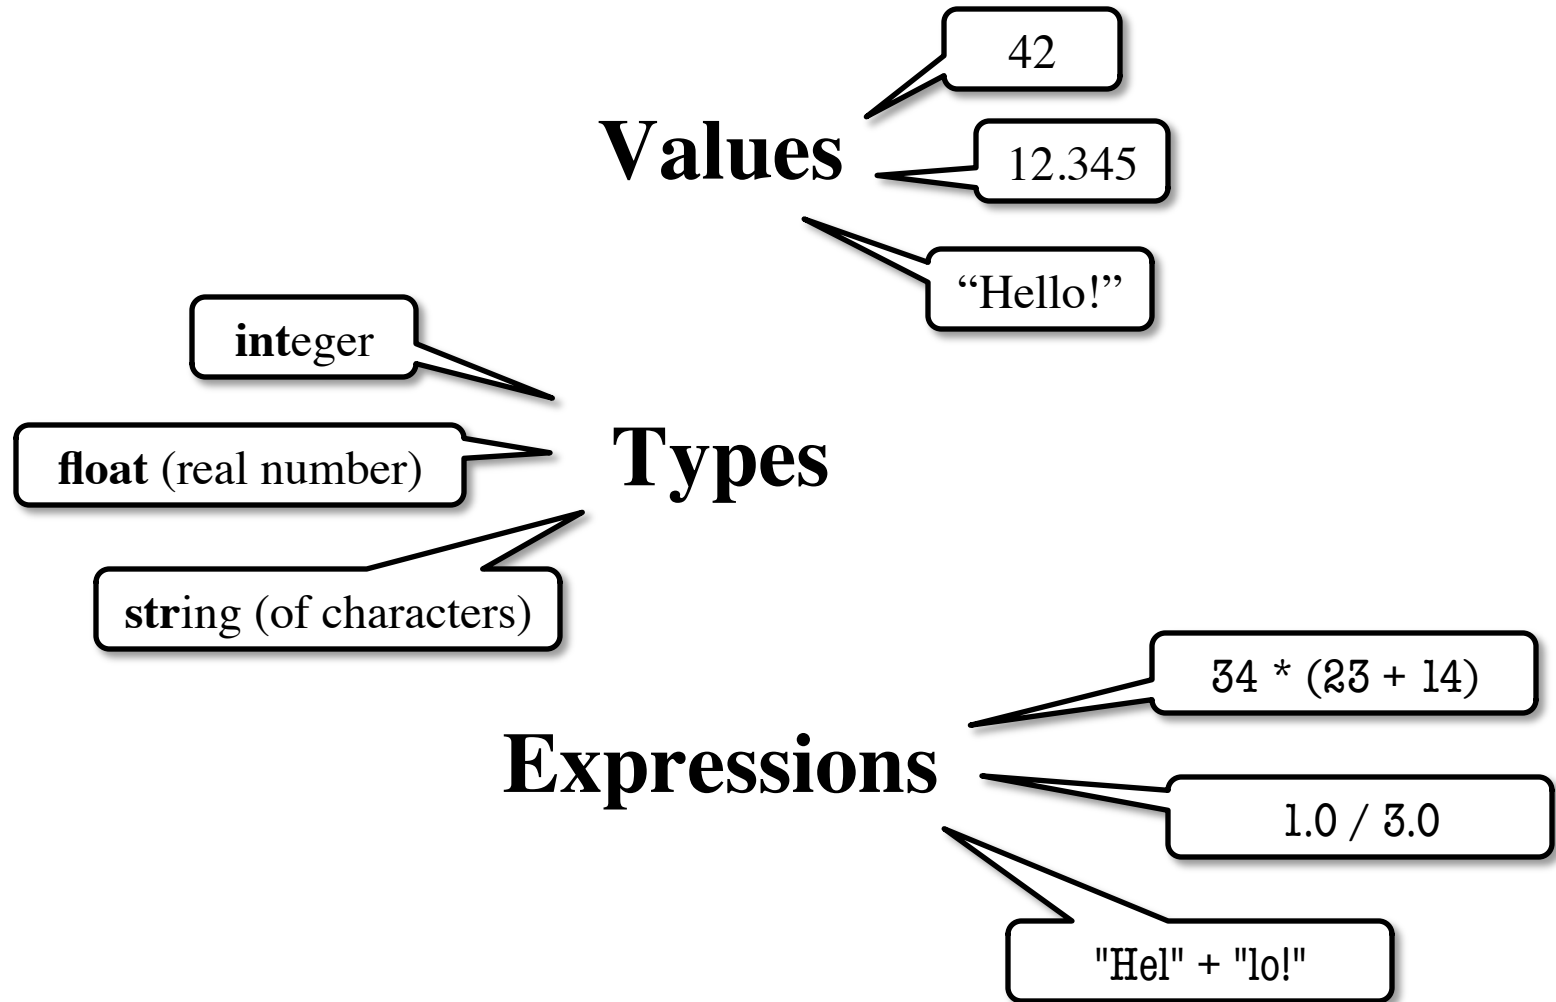 42
Values
12.345
“Hello!”
integer
float (real number)
Types
string (of characters)
34 * (23 + 14)
Expressions
1.0 / 3.0
"Hel" + "lo!"